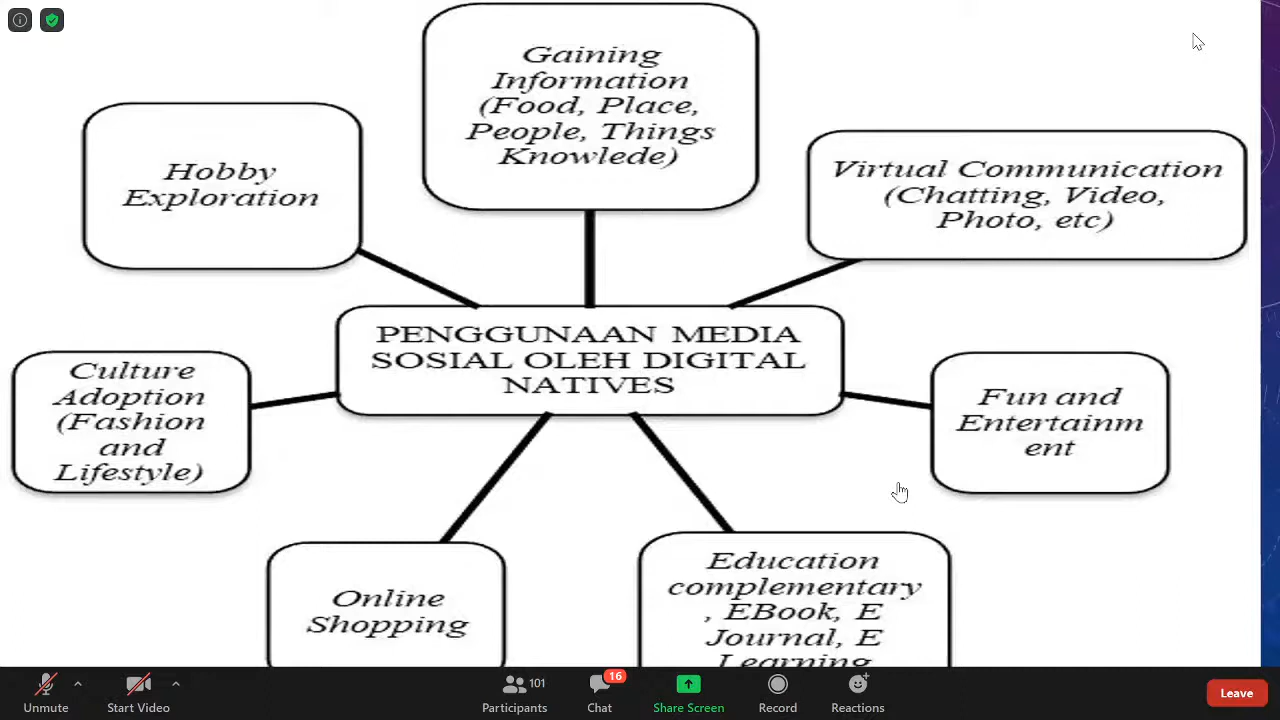 Gaining
Information
(Food, Place,
People, Things
Knowlede)
Hobby
Exploration
Virtual Communication
(Chatting, Video,
Photo, etc)
PENGGUNAAN MEDIA
SOSIAL OLEH DIGITAL
NATIVES
Culture
Adoption
(Fashion
and
Lifestyle)
Fun and
Entertainm
ent
Online
Shopping
Education
complementary
, EBook, E
Journal, E
Learning
Unmute
Start Video
101
Participants
16
Chat
Share Screen
Record
Reactions
Leave